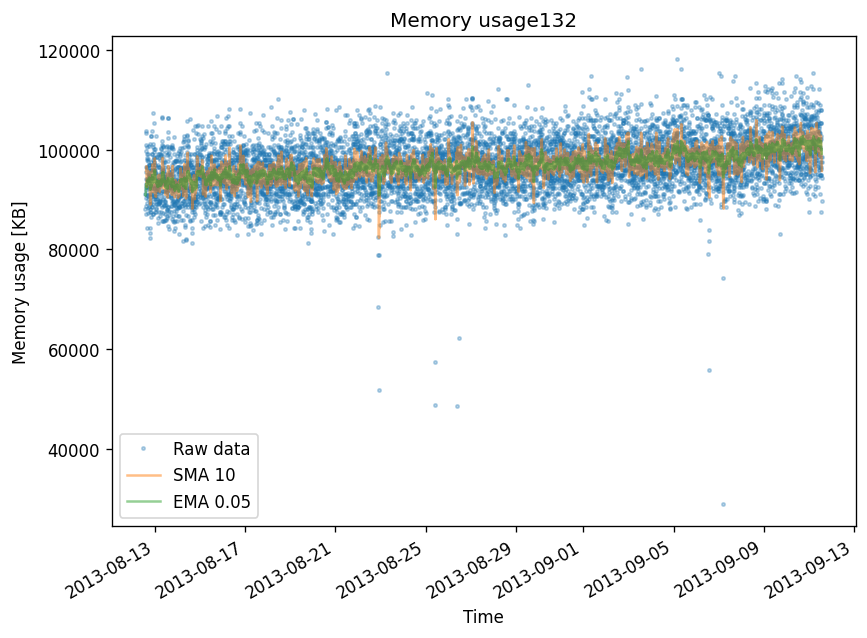 Memory usage132
120000
100000
80000
60000
40000
Memory usage [KB]
Raw data
SMA 10
EMA 0.05
2013-08-13
2013-08-17
2013-08-21
2013-08-25
2013-08-29
2013-09-01
2013-09-05
2013-09-09
2013-09-13
Time